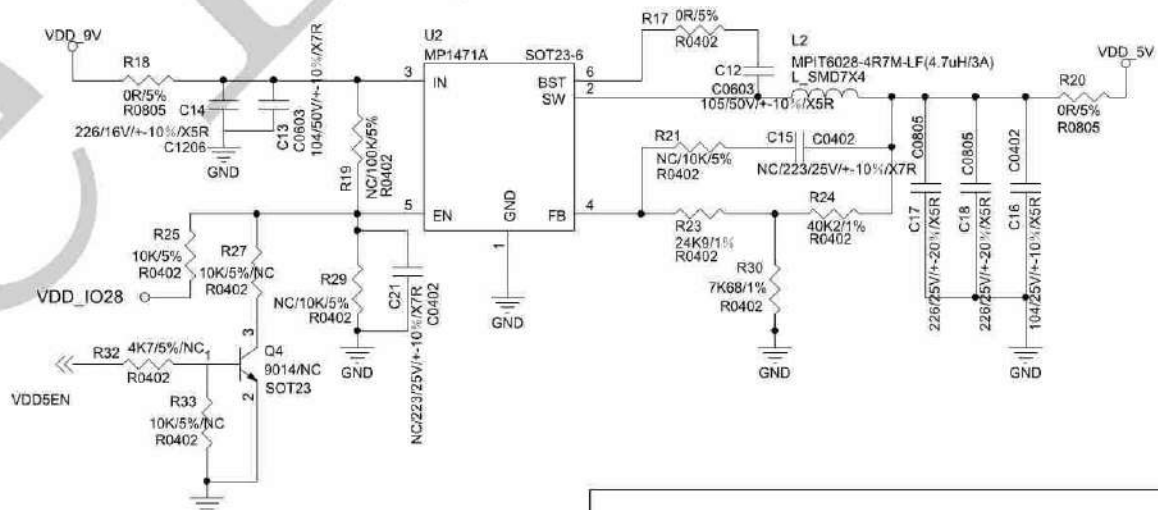 VDD_9V
R18
0R/5%
R0805
C14
226/16V/+-10%/X5R
C1206
GND
C13
C0603
104/50V/+-10%/X7R
R19
NC/100K/5%
R0402
U2
MP1471A
SOT23-6
3
IN
5
EN
GND
1
GND
BST
6
SW
2
FB
4
R17
0R/5%
R0402
C12
C0603
105/50V/+-10%/X5R
L2
MPIT6028-4R7M-LF(4.7uH/3A)
L_SMD7X4
VDD_5V
R20
0R/5%
R0805
R21
NC/10K/5%
R0402
C15
C0402
NC/223/25V/+-10%/X7R
R23
24K9/1%
R0402
R24
40K2/1%
R0402
R30
7K68/1%
R0402
GND
C17
C0805
226/25V/+-20%/X5R
C18
C0805
226/25V/+-20%/X5R
C16
C0402
104/25V/+-10%/X5R
GND
R25
10K/5%
R0402
VDD_IO28
R27
10K/5%/NC
R0402
R29
NC/10K/5%
R0402
C21
C0402
NC/223/25V/+-10%/X7R
GND
R32
4K7/5%/NC
R0402
VDD5EN
1
3
2
Q4
9014/NC
SOT23
R33
10K/5%/NC
R0402